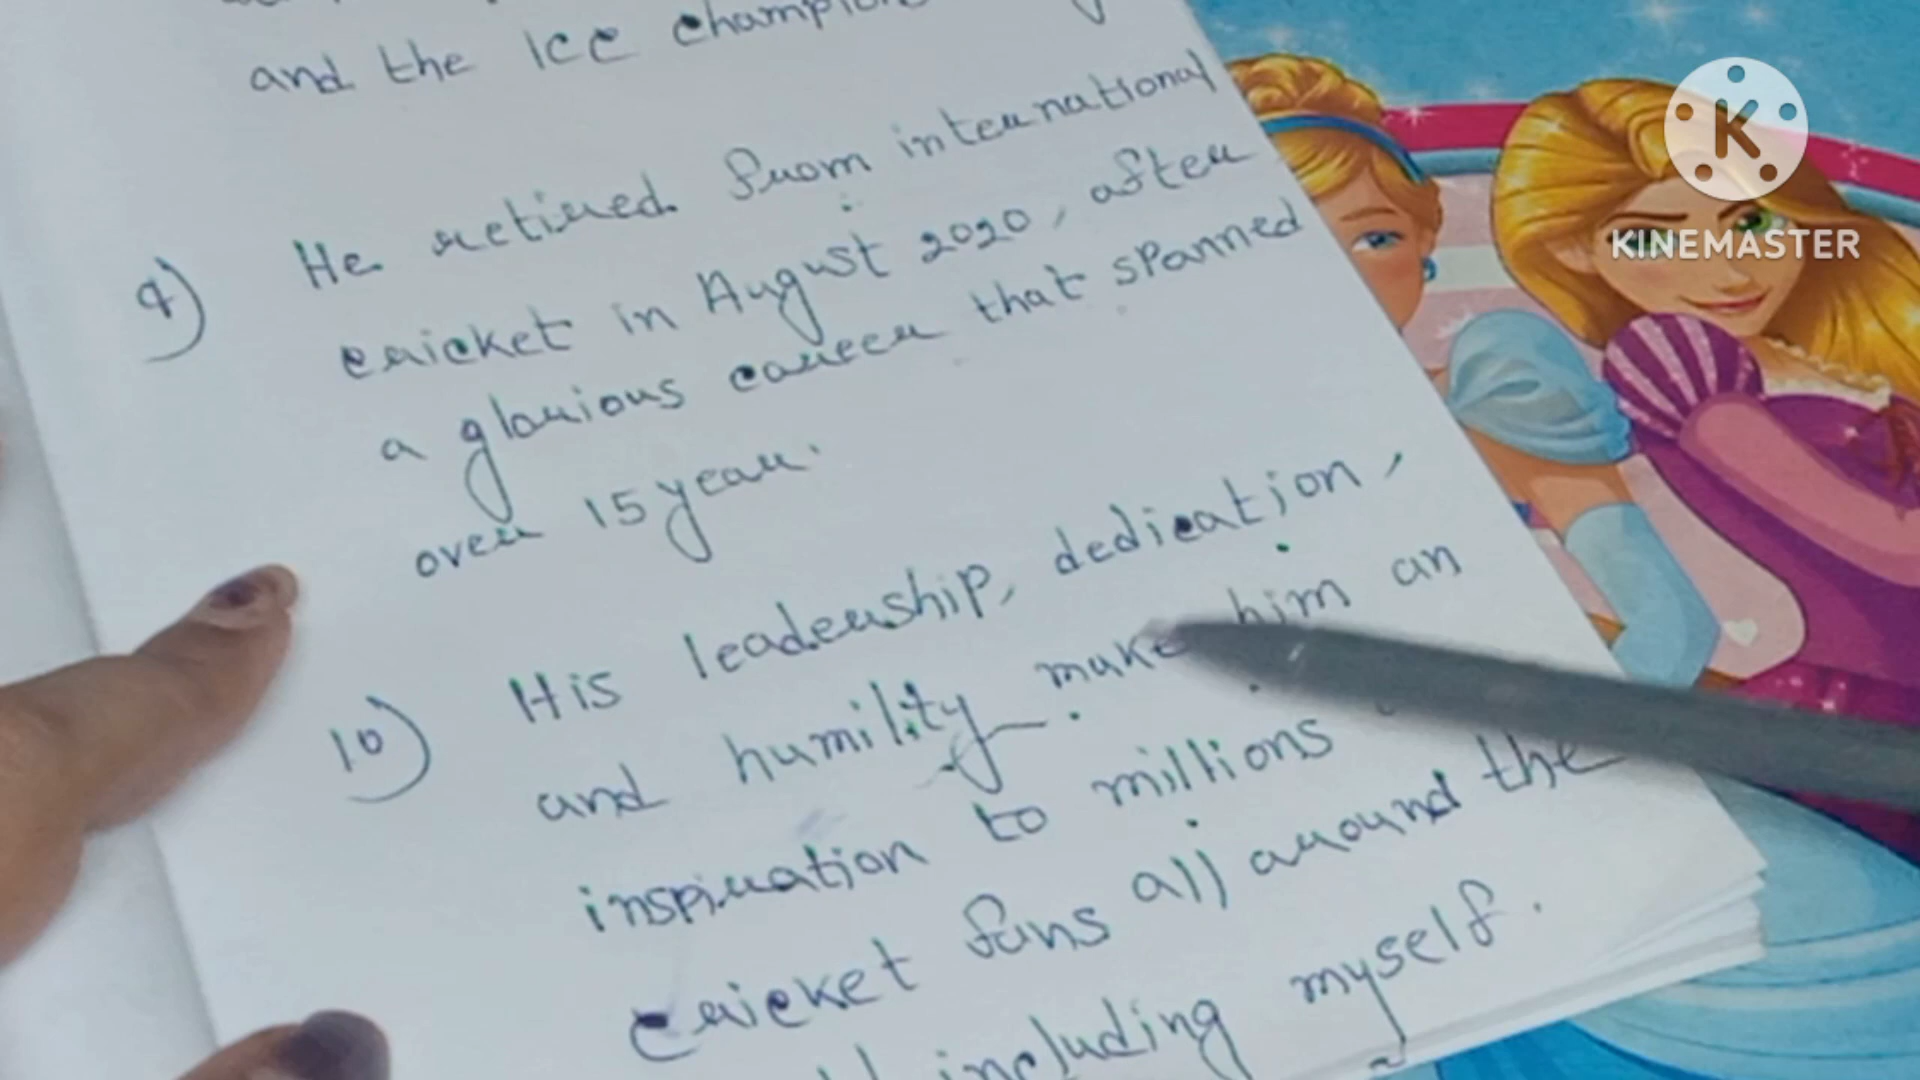 and the ICC champion
9) He retired from international
cricket in August 2020, after
a glorious career that spanned
over 15 year.
10) His leadership, dedication,
and humility make him an
inspiration to millions
cricket fans all around the
including myself.
KINEMASTER